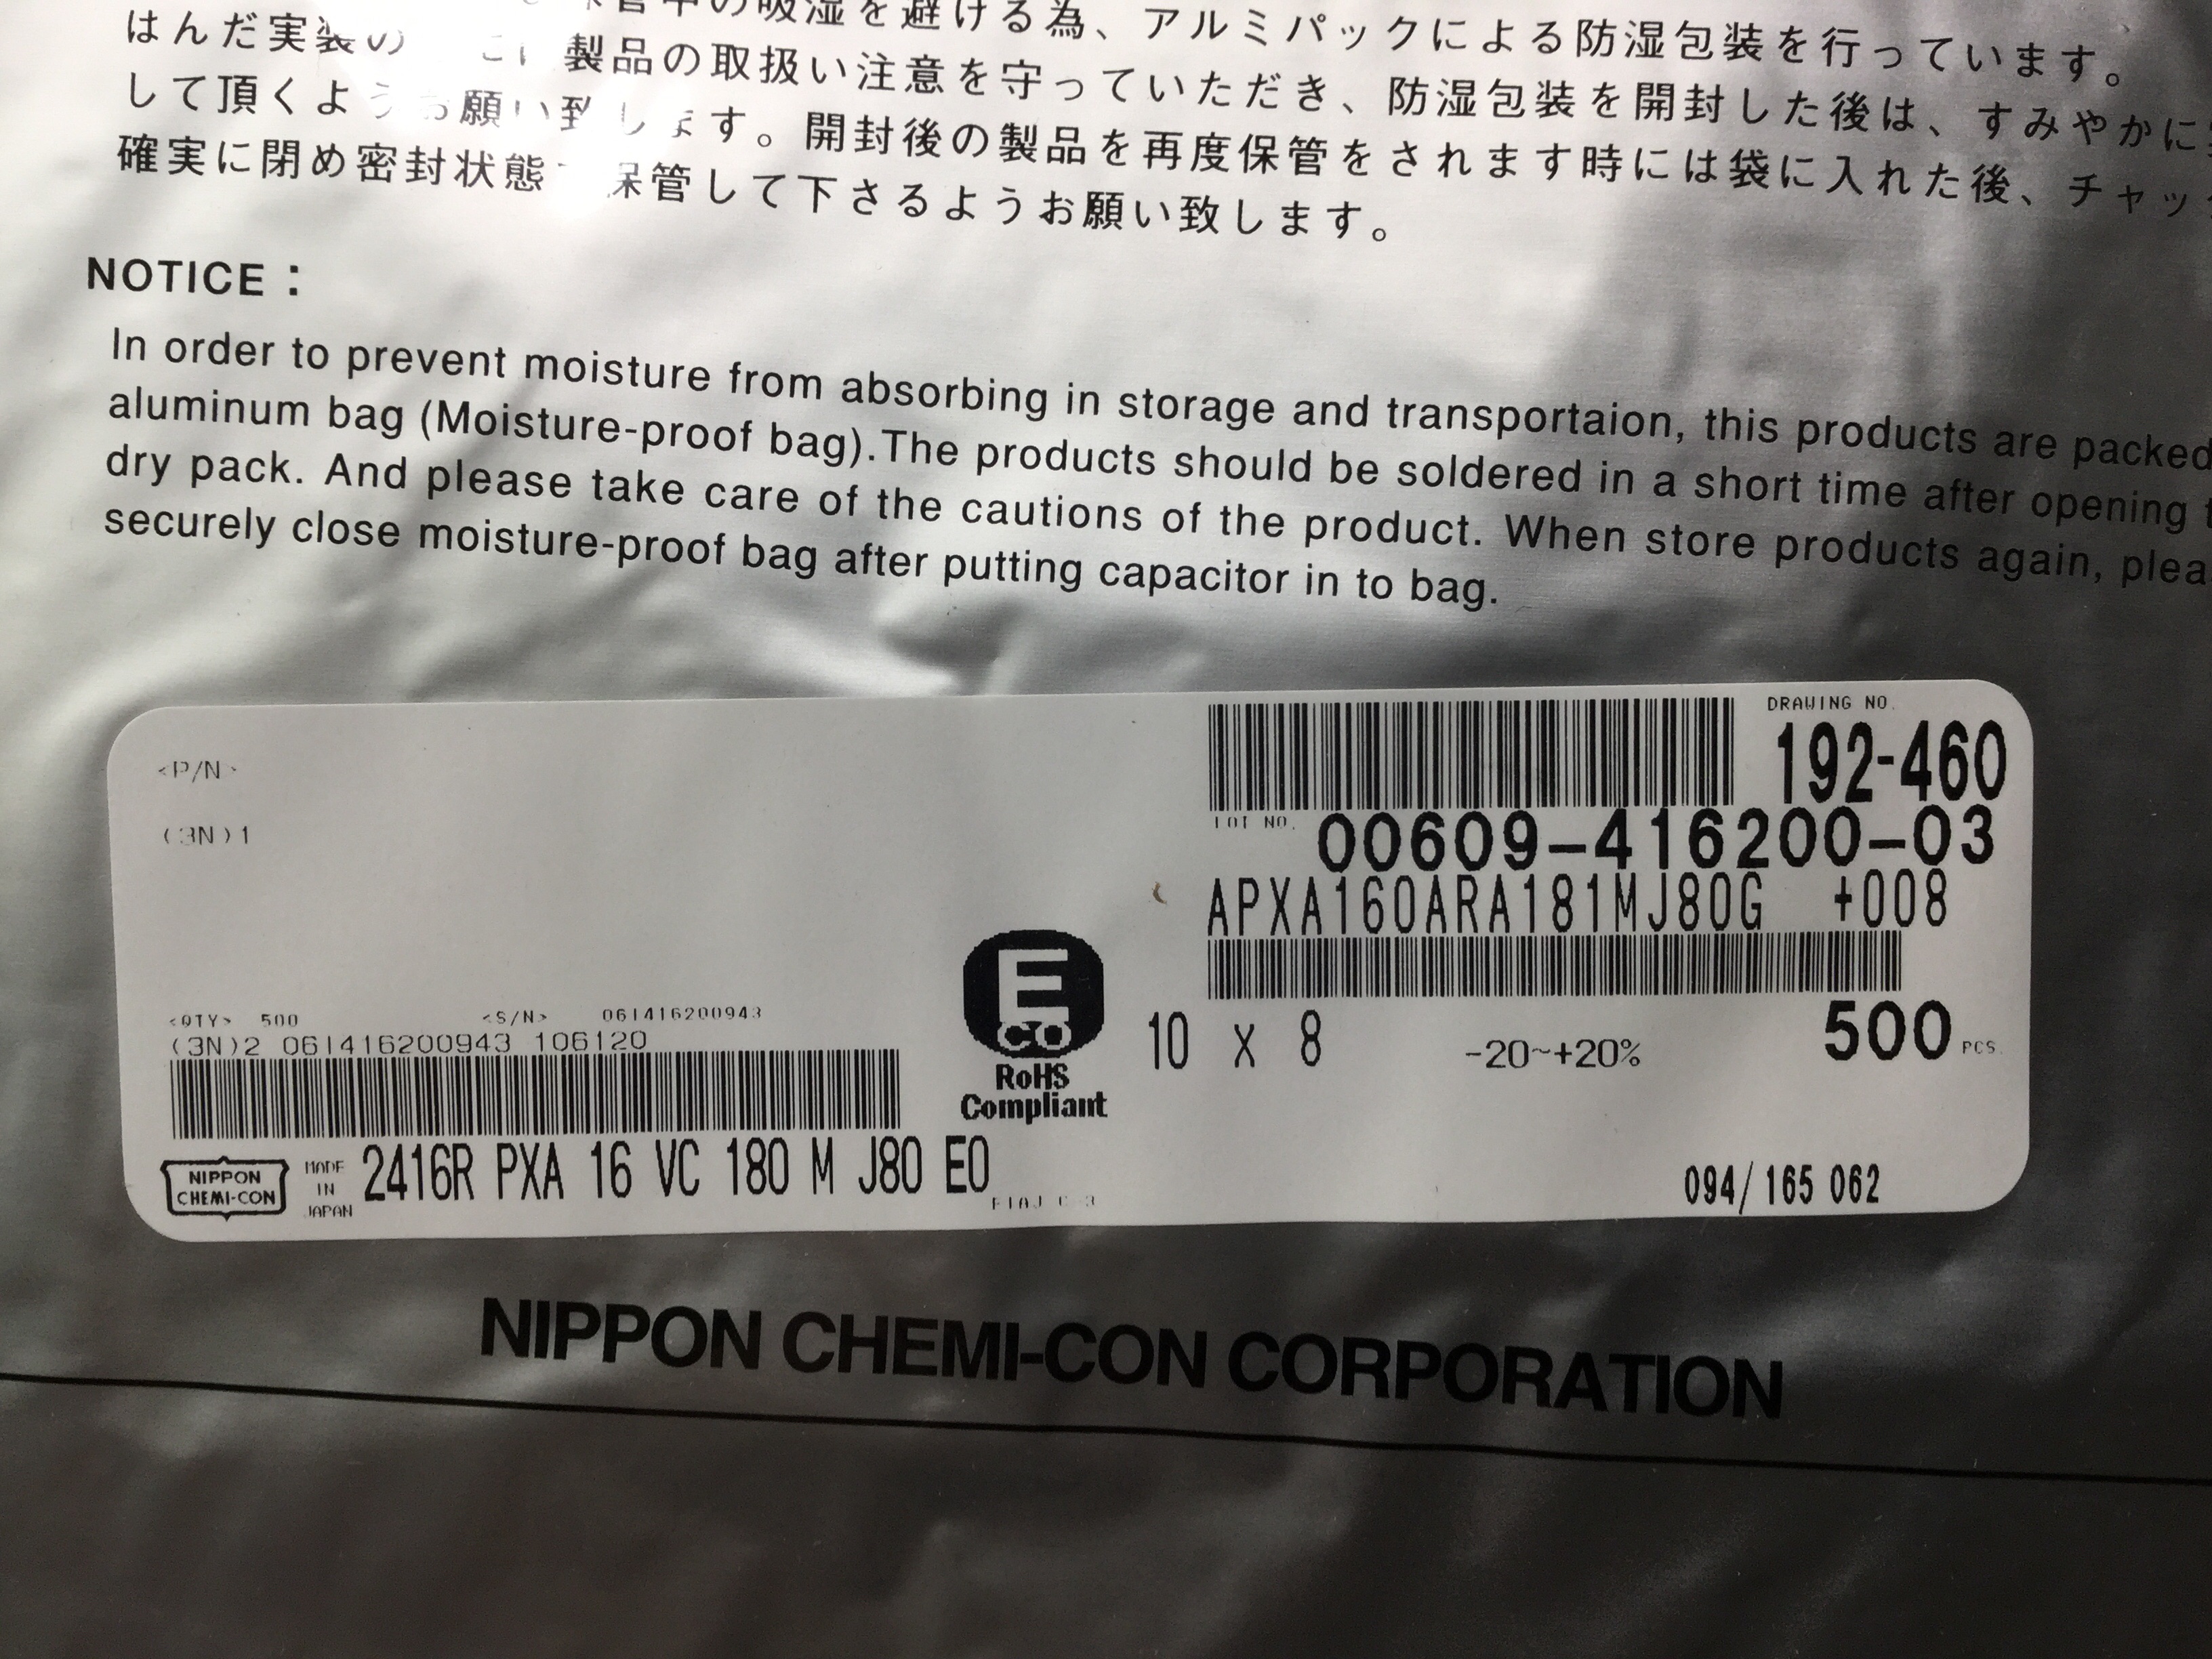 の吸湿を避ける為、アルミパックによる防湿包装を行っています。
はんだ実装の 製品の取扱い注意を守っていただき、防湿包装を開封した後は、すみやかに
して頂くようお願い致します。開封後の製品を再度保管をされます時には袋に入れた後、チャッ
確実に閉め密封状態 保管して下さるようお願い致します。
NOTICE :
In order to prevent moisture from absorbing in storage and transportaion, this products are packed
aluminum bag (Moisture-proof bag).The products should be soldered in a short time after opening
dry pack. And please take care of the cautions of the product. When store products again, plea
securely close moisture-proof bag after putting capacitor in to bag.
<P/N>
(3N)1
DRAWING NO.
192-460
LOT NO. 00609-416200-03
APXA160ARA181MJ80G +008
<QTY> 500 <S/N> 061416200943
(3N)2 061416200943 106120
E
CO
RoHS
Compliant
10 x 8 -20~+20% 500 PCS.
NIPPON
CHEMI-CON
MADE
IN
JAPAN
2416R PXA 16 VC 180 M J80 E0
EIAJ C-3
094/165 062
NIPPON CHEMI-CON CORPORATION